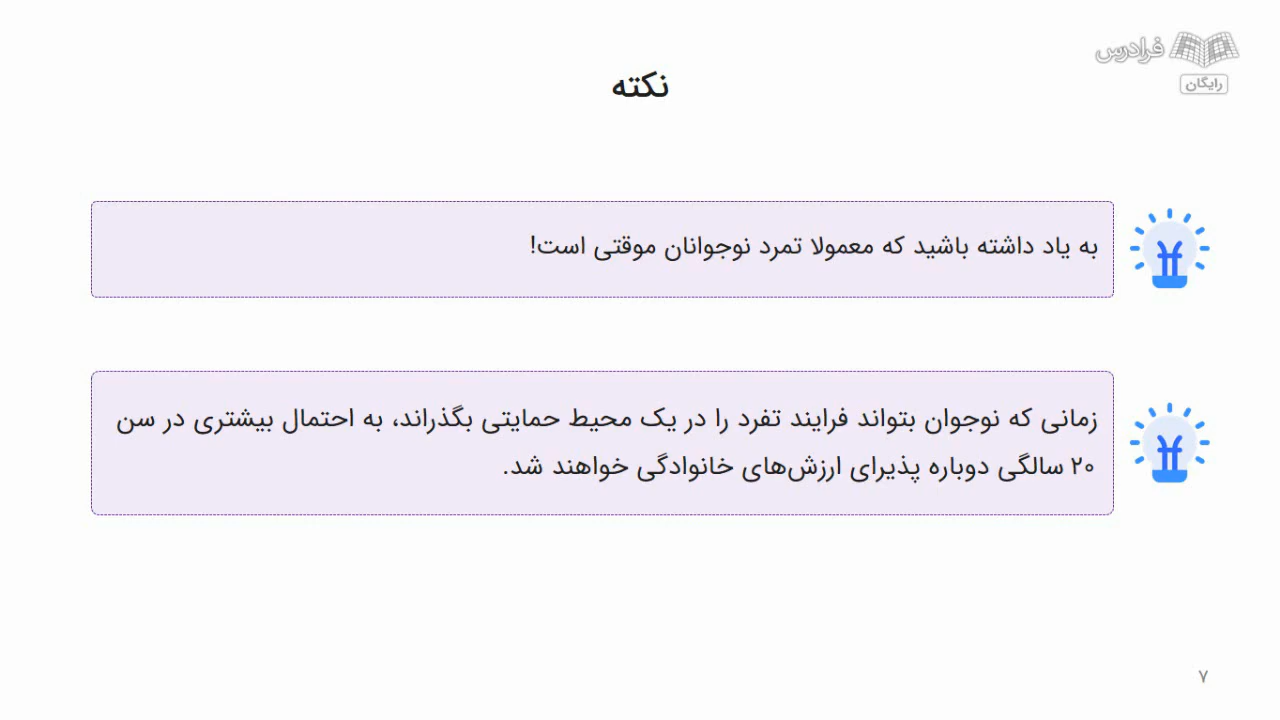 فرادرس
رایگان
نکته
به یاد داشته باشید که معمولا تمرد نوجوانان موقتی است!
زمانی که نوجوان بتواند فرایند تفرد را در یک محیط حمایتی بگذراند، به احتمال بیشتری در سن
۲۰ سالگی دوباره پذیرای ارزش‌های خانوادگی خواهند شد.
۷